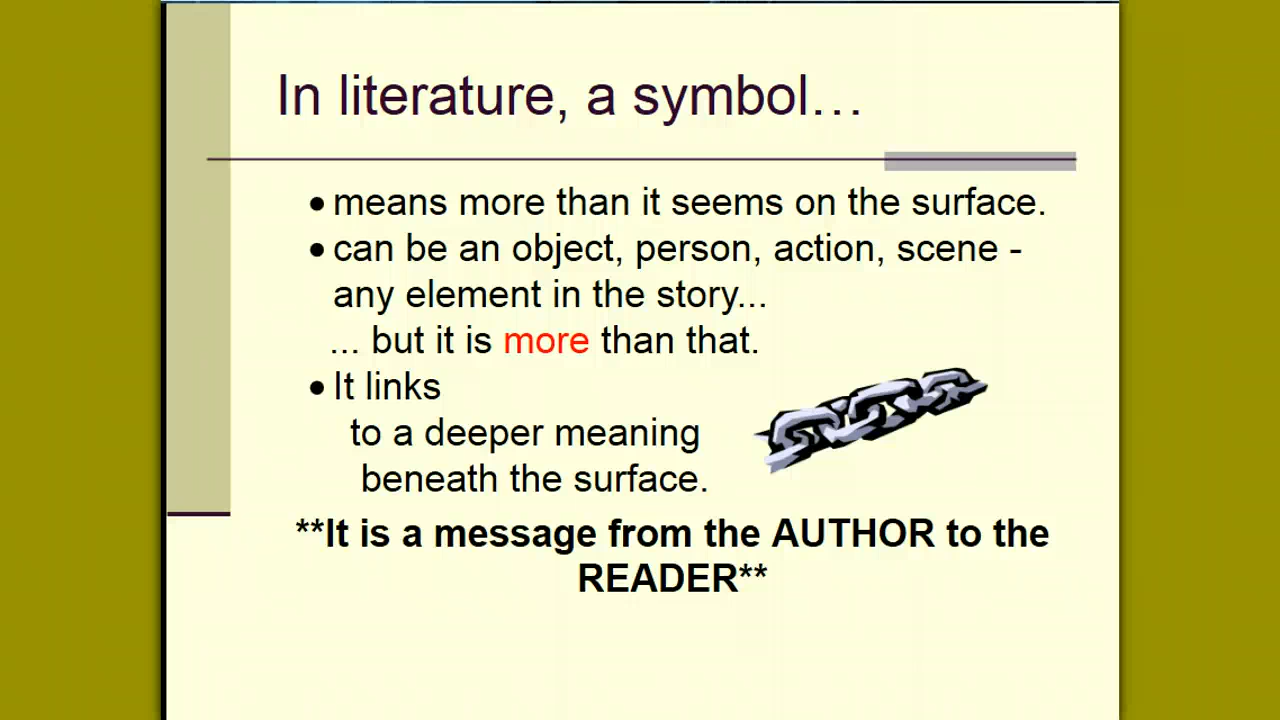 In literature, a symbol…
• means more than it seems on the surface.
• can be an object, person, action, scene -
any element in the story...
... but it is more than that.
• It links
to a deeper meaning
beneath the surface.
**It is a message from the AUTHOR to the
READER**